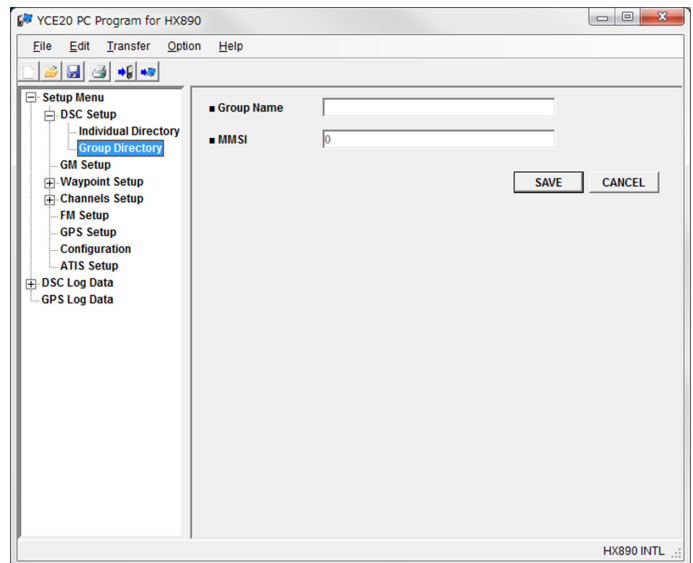 YCE20 PC Program for HX890
File Edit Transfer Option Help
Setup Menu
DSC Setup
Individual Directory
Group Directory
GM Setup
Waypoint Setup
Channels Setup
FM Setup
GPS Setup
Configuration
ATIS Setup
DSC Log Data
GPS Log Data
■ Group Name
■ MMSI 0
SAVE CANCEL
HX890 INTL